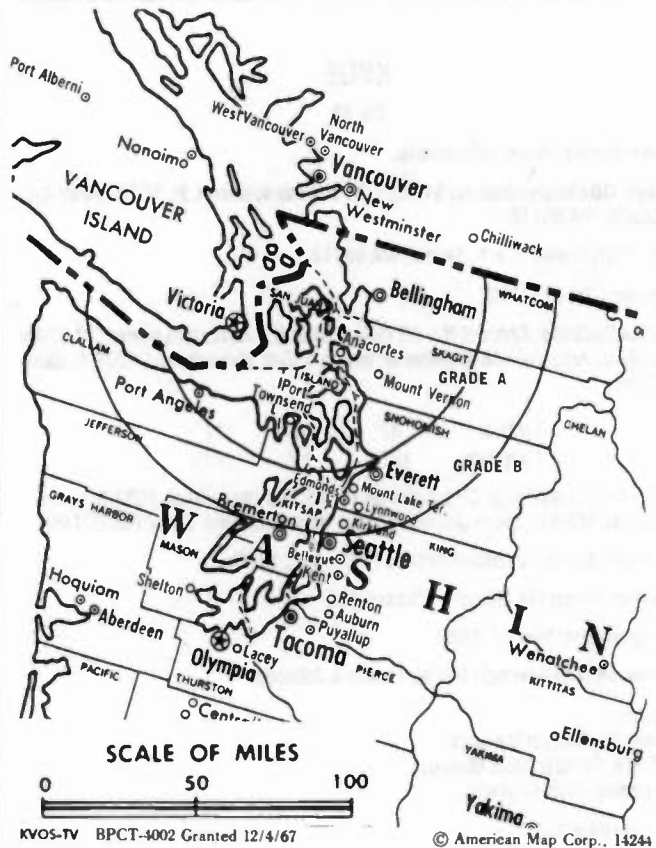 Port Alberni
North
West Vancouver
Vancouver
Nanaimo
Vancouver
New
Westminster
VANCOUVER
ISLAND
Chilliwack
Bellingham
WHATCOM
SAN JUAN
Victoria
Anacortes
SKAGIT
CLALLAM
ISLAND
Mount Vernon
GRADE A
Port Angeles
Port
Townsend
SNOHOMISH
CHELAN
JEFFERSON
Everett
GRADE B
Edmonds
Mount Lake Ter.
Lynnwood
KITSAP
GRAYS HARBOR
Bremerton
Kirkland
KING
W A S H I N
MASON
Seattle
Bellevue
Kent
Shelton
Renton
Hoquiam
Auburn
Aberdeen
Puyallup
Tacoma
Lacey
Olympia
PIERCE
Wenatchee
KITTITAS
PACIFIC
THURSTON
Ellensburg
YAKIMA
SCALE OF MILES
0 50 100
Yakima
KVOS-TV BPCT-4002 Granted 12/4/67
© American Map Corp., 14244